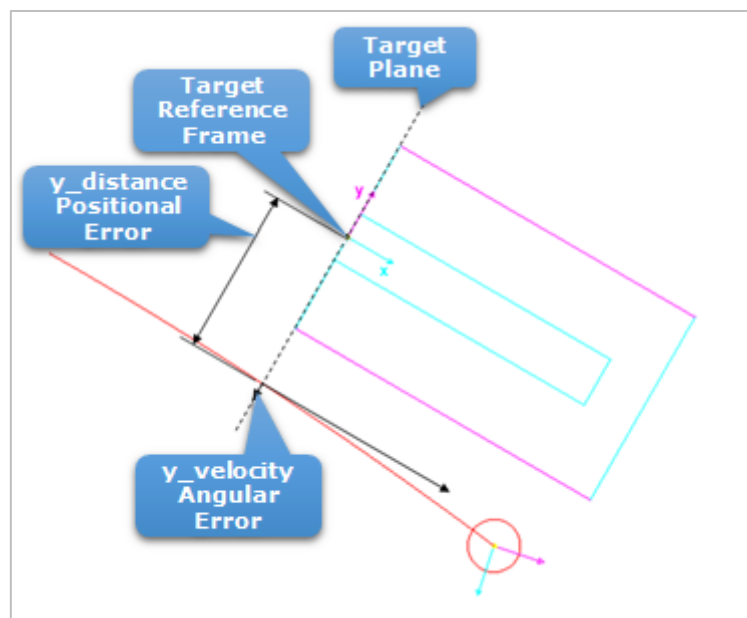 Target
Plane
Target
Reference
Frame
y_distance
Positional
Error
y
x
y_velocity
Angular
Error